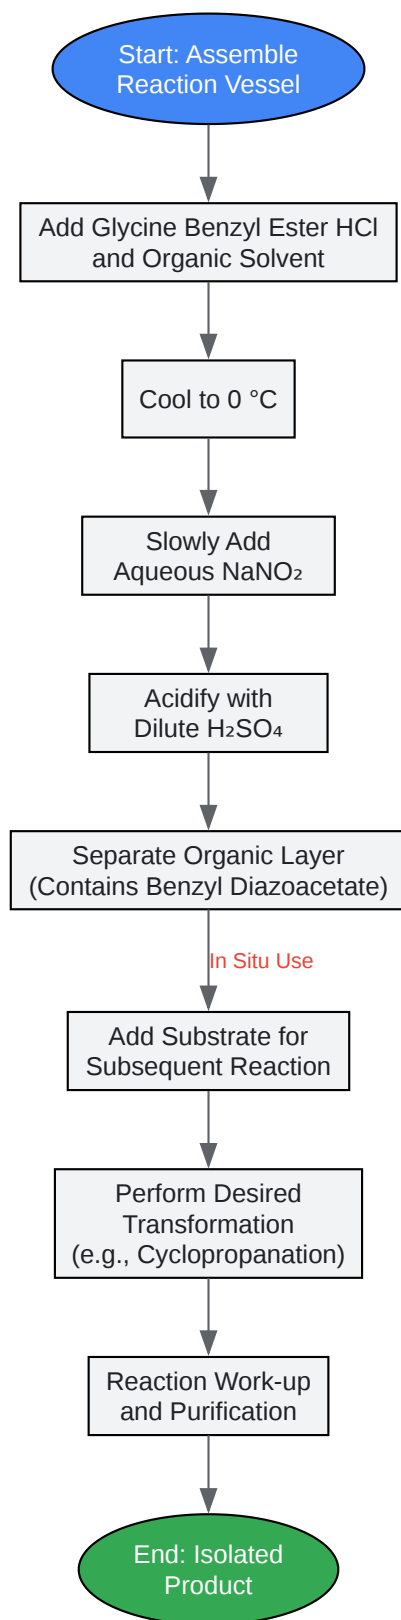 Start: Assemble
Reaction Vessel
Add Glycine Benzyl Ester HCl
and Organic Solvent
Cool to 0 °C
Slowly Add
Aqueous NaNO₂
Acidify with
Dilute H₂SO₄
Separate Organic Layer
(Contains Benzyl Diazoacetate)
In Situ Use
Add Substrate for
Subsequent Reaction
Perform Desired
Transformation
(e.g., Cyclopropanation)
Reaction Work-up
and Purification
End: Isolated
Product